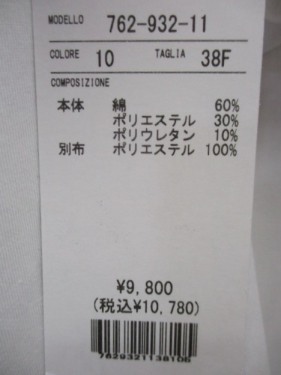 MODELLO 762-932-11
COLORE 10 TAGLIA 38F
COMPOSIZIONE
本体 綿 60%
ポリエステル 30%
ポリウレタン 10%
別布 ポリエステル 100%
¥9,800
(税込¥10,780)